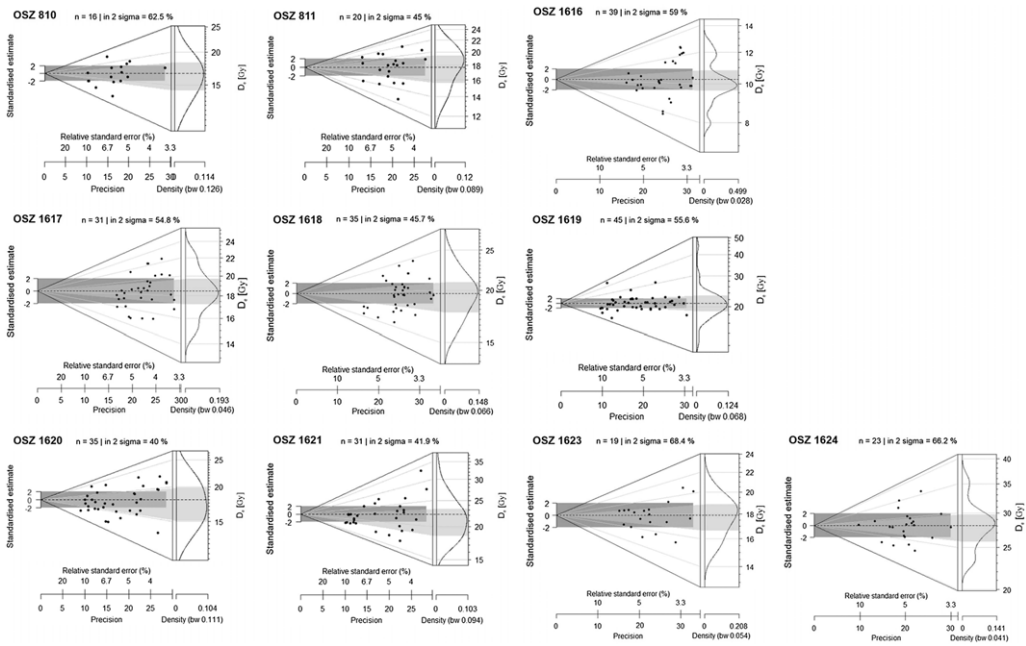 OSZ 810 n = 16 | in 2 sigma = 62.5 %
Standardised estimate
2
0
-2
25
20
15
De [Gy]
Relative standard error (%)
20 10 6.7 5 4 3.3
0 5 10 15 20 25 30 0 0.114
Precision Density (bw 0.126)
OSZ 811 n = 20 | in 2 sigma = 45 %
Standardised estimate
2
0
-2
24
22
20
18
16
14
12
De [Gy]
Relative standard error (%)
20 10 6.7 5 4
0 5 10 15 20 25 0 0.12
Precision Density (bw 0.089)
OSZ 1616 n = 39 | in 2 sigma = 59 %
Standardised estimate
2
0
-2
14
12
10
8
De [Gy]
Relative standard error (%)
10 5 3.3
0 10 20 30 0 0.499
Precision Density (bw 0.028)
OSZ 1617 n = 31 | in 2 sigma = 54.8 %
Standardised estimate
2
0
-2
24
22
20
18
16
14
De [Gy]
Relative standard error (%)
20 10 6.7 5 4 3.3
0 5 10 15 20 25 300 0.193
Precision Density (bw 0.046)
OSZ 1618 n = 35 | in 2 sigma = 45.7 %
Standardised estimate
2
0
-2
25
20
15
De [Gy]
Relative standard error (%)
10 5 3.3
0 10 20 30 0 0.148
Precision Density (bw 0.066)
OSZ 1619 n = 45 | in 2 sigma = 55.6 %
Standardised estimate
2
-2
50
40
30
20
De [Gy]
Relative standard error (%)
10 5 3.3
0 10 20 30 0 0.124
Precision Density (bw 0.068)
OSZ 1620 n = 35 | in 2 sigma = 40 %
Standardised estimate
2
0
-2
25
20
15
De [Gy]
Relative standard error (%)
20 10 6.7 5 4
0 5 10 15 20 25 0 0.104
Precision Density (bw 0.111)
OSZ 1621 n = 31 | in 2 sigma = 41.9 %
Standardised estimate
2
0
-2
35
30
25
20
15
De [Gy]
Relative standard error (%)
20 10 6.7 5 4
0 5 10 15 20 25 0 0.103
Precision Density (bw 0.094)
OSZ 1623 n = 19 | in 2 sigma = 68.4 %
Standardised estimate
2
0
-2
24
22
20
18
16
14
De [Gy]
Relative standard error (%)
10 5 3.3
0 10 20 30 0 0.208
Precision Density (bw 0.054)
OSZ 1624 n = 23 | in 2 sigma = 66.2 %
Standardised estimate
2
0
-2
40
35
30
25
20
De [Gy]
Relative standard error (%)
10 5 3.3
0 10 20 30 0 0.141
Precision Density (bw 0.041)